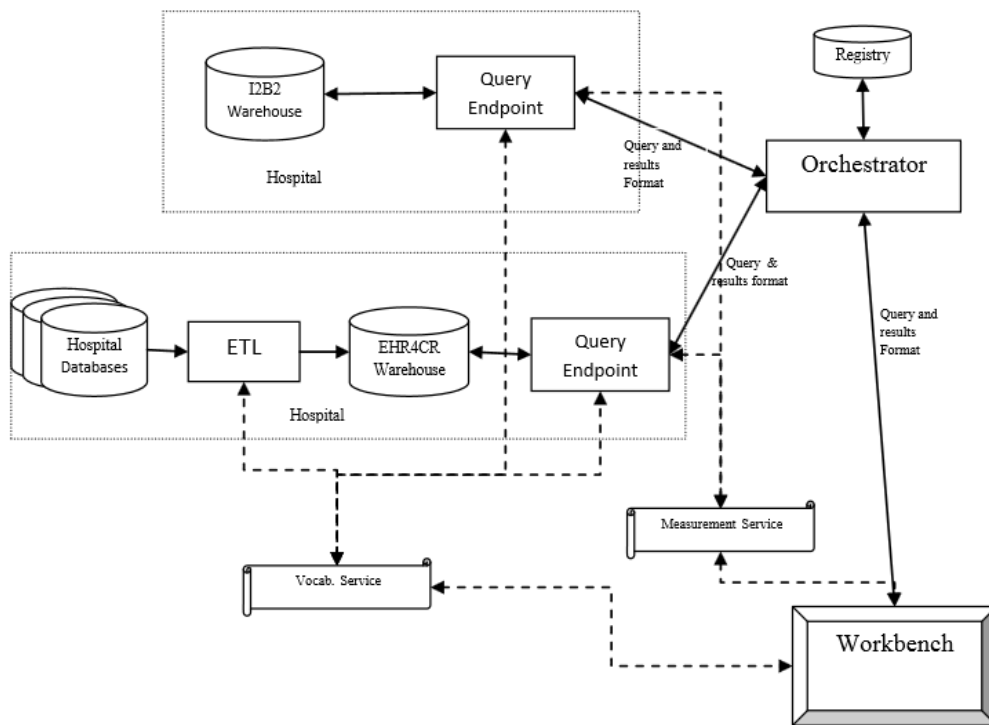 I2B2
Warehouse
Query
Endpoint
Hospital
Registry
Orchestrator
Query and
results
Format
Query &
results format
Query and
results
Format
Hospital
Databases
ETL
EHR4CR
Warehouse
Query
Endpoint
Hospital
Measurement Service
Vocab. Service
Workbench